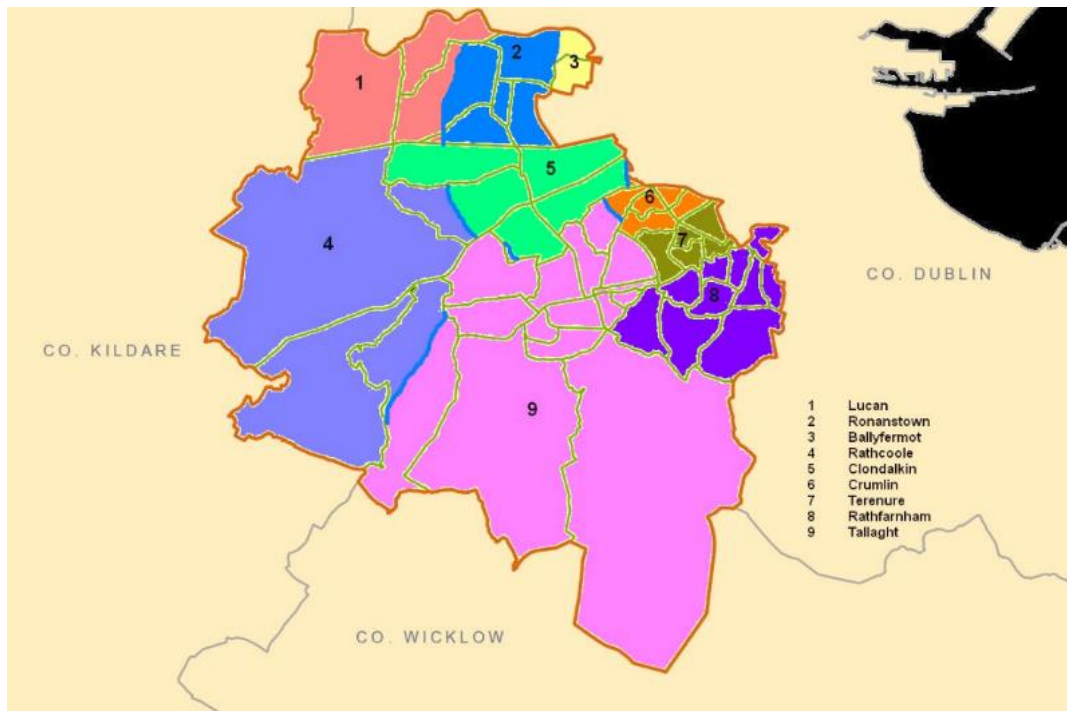 1
2
3
4
5
6
7
8
9
CO. DUBLIN
CO. KILDARE
CO. WICKLOW
1 Lucan
2 Ronanstown
3 Ballyfermot
4 Rathcoole
5 Clondalkin
6 Crumlin
7 Terenure
8 Rathfarnham
9 Tallaght